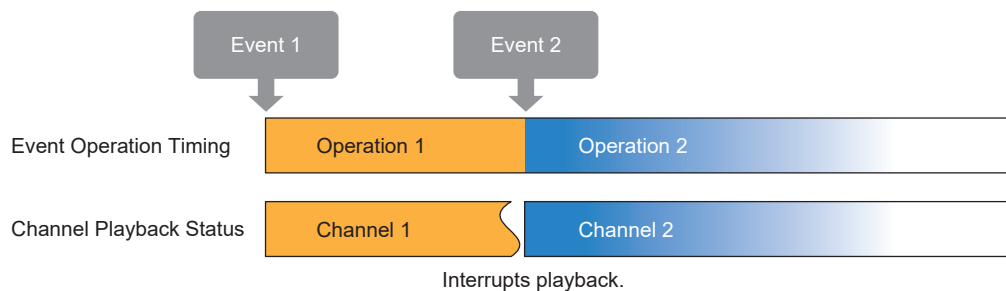 Event 1
Event 2
Event Operation Timing
Operation 1
Operation 2
Channel Playback Status
Channel 1
Channel 2
Interrupts playback.